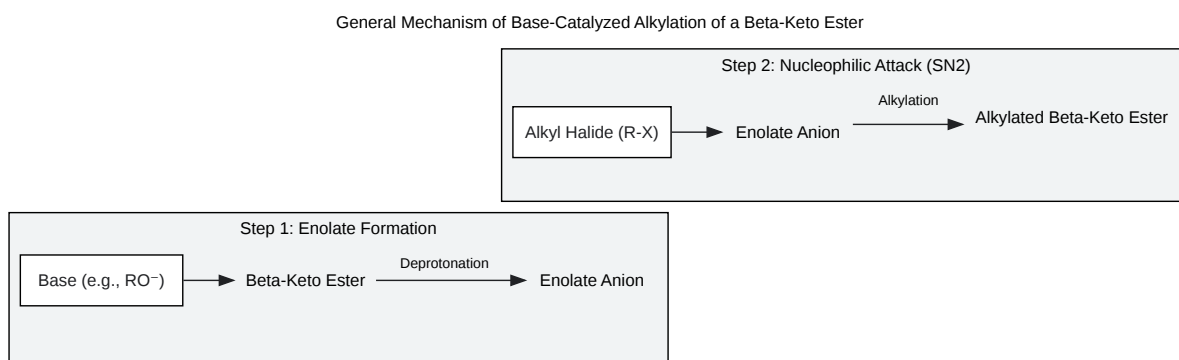 General Mechanism of Base-Catalyzed Alkylation of a Beta-Keto Ester
Step 2: Nucleophilic Attack (SN2)
Alkyl Halide (R-X)
Enolate Anion
Alkylation
Alkylated Beta-Keto Ester
Step 1: Enolate Formation
Base (e.g., RO⁻)
Beta-Keto Ester
Deprotonation
Enolate Anion